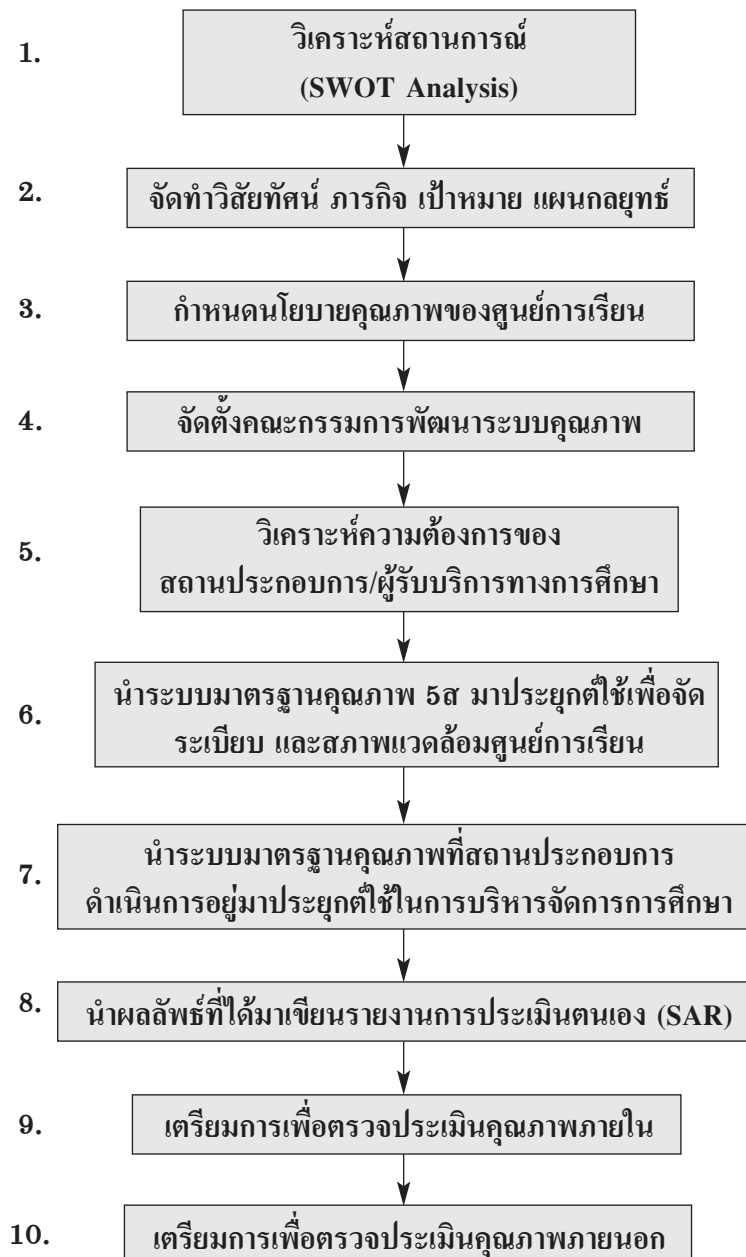 1.
วิเคราะห์สถานการณ์
(SWOT Analysis)
2.
จัดทำวิสัยทัศน์ ภารกิจ เป้าหมาย แผนกลยุทธ์
3.
กำหนดนโยบายคุณภาพของศูนย์การเรียน
4.
จัดตั้งคณะกรรมการพัฒนาระบบคุณภาพ
5.
วิเคราะห์ความต้องการของ
สถานประกอบการ/ผู้รับบริการทางการศึกษา
6.
นำระบบมาตรฐานคุณภาพ 5ส มาประยุกต์ใช้เพื่อจัด
ระเบียบ และสภาพแวดล้อมศูนย์การเรียน
7.
นำระบบมาตรฐานคุณภาพที่สถานประกอบการ
ดำเนินการอยู่มาประยุกต์ใช้ในการบริหารจัดการการศึกษา
8.
นำผลลัพธ์ที่ได้มาเขียนรายงานการประเมินตนเอง (SAR)
9.
เตรียมการเพื่อตรวจประเมินคุณภาพภายใน
10.
เตรียมการเพื่อตรวจประเมินคุณภาพภายนอก